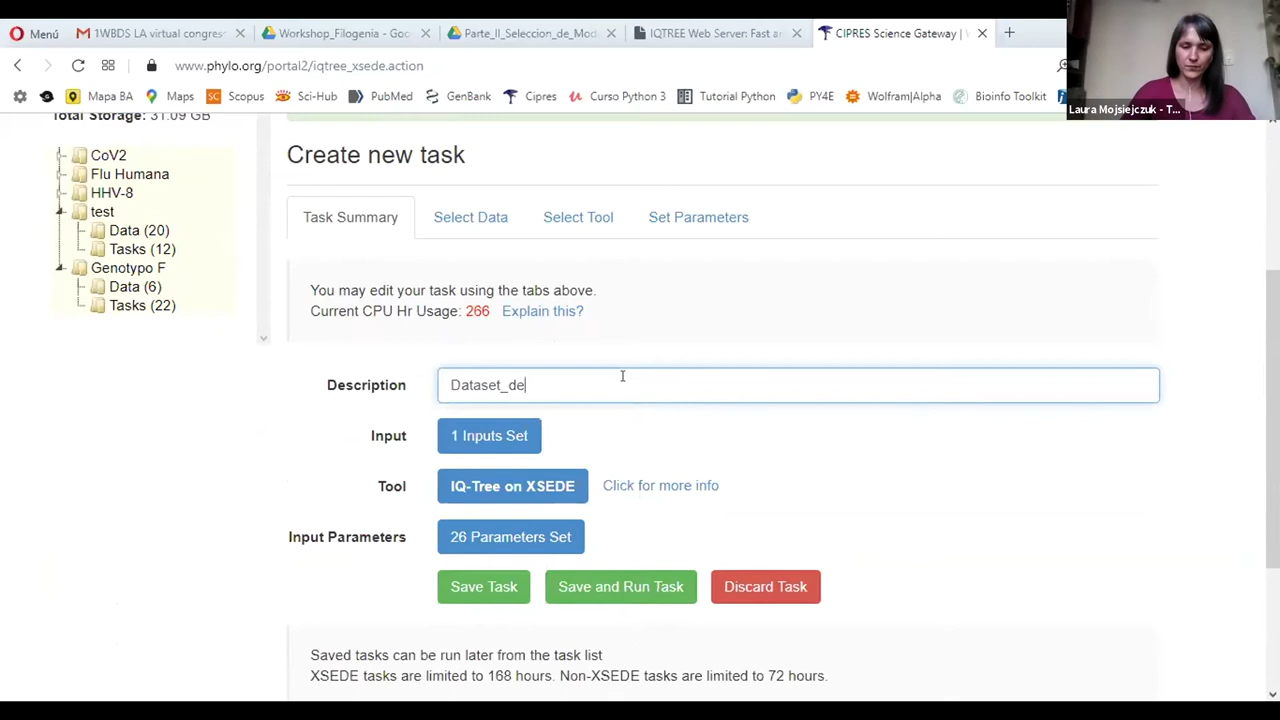 Menú
1WBDS LA virtual congres
Workshop_Filogenia - Goo
Parte_II_Seleccion_de_Mod
IQTREE Web Server: Fast an
CIPRES Science Gateway |
www.phylo.org/portal2/iqtree_xsede.action
Mapa BA
Maps
SC Scopus
Sci-Hub
PubMed
GenBank
Cipres
Curso Python 3
Tutorial Python
PY4E
Wolfram|Alpha
Bioinfo Toolkit
Laura Mojsiejczuk - T...
Total Storage: 31.09 GB
CoV2
Flu Humana
HHV-8
test
Data (20)
Tasks (12)
Genotypo F
Data (6)
Tasks (22)
Create new task
Task Summary
Select Data
Select Tool
Set Parameters
You may edit your task using the tabs above.
Current CPU Hr Usage: 266 Explain this?
Description
Dataset_de
Input
1 Inputs Set
Tool
IQ-Tree on XSEDE
Click for more info
Input Parameters
26 Parameters Set
Save Task
Save and Run Task
Discard Task
Saved tasks can be run later from the task list
XSEDE tasks are limited to 168 hours. Non-XSEDE tasks are limited to 72 hours.